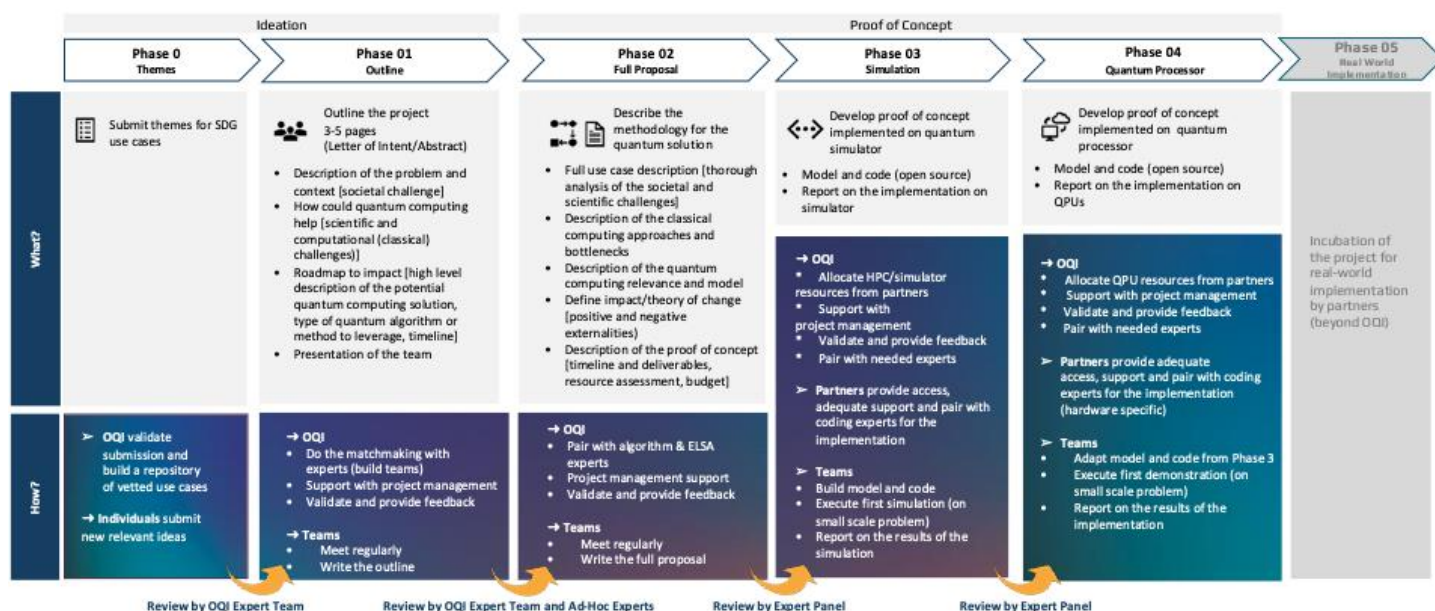 Ideation
Proof of Concept
Phase 0
Themes
Phase 01
Outline
Phase 02
Full Proposal
Phase 03
Simulation
Phase 04
Quantum Processor
Phase 05
Real World
Implementation
What?
Submit themes for SDG
use cases
Outline the project
3-5 pages
(Letter of Intent/Abstract)
• Description of the problem and
context [societal challenge]
• How could quantum computing
help [scientific and
computational (classical)
challenges)]
• Roadmap to impact [high level
description of the potential
quantum computing solution,
type of quantum algorithm or
method to leverage, timeline]
• Presentation of the team
Describe the
methodology for the
quantum solution
• Full use case description [thorough
analysis of the societal and
scientific challenges]
• Description of the classical
computing approaches and
bottlenecks
• Description of the quantum
computing relevance and model
• Define impact/theory of change
[positive and negative
externalities)
• Description of the proof of concept
[timeline and deliverables,
resource assessment, budget]
Develop proof of concept
implemented on quantum
simulator
• Model and code (open source)
• Report on the implementation on
simulator
Develop proof of concept
implemented on quantum
processor
• Model and code (open source)
• Report on the implementation on
QPUs
Incubation of
the project for
real-world
implementation
by partners
(beyond OQI)
How?
➢ OQI validate
submission and
build a repository
of vetted use cases
→ Individuals submit
new relevant ideas
→ OQI
• Do the matchmaking with
experts (build teams)
• Support with project management
• Validate and provide feedback
→ Teams
• Meet regularly
• Write the outline
→ OQI
• Pair with algorithm & ELSA
experts
• Project management support
• Validate and provide feedback
→ Teams
• Meet regularly
• Write the full proposal
→ OQI
* Allocate HPC/simulator
resources from partners
* Support with
project management
* Validate and provide feedback
* Pair with needed experts
➢ Partners provide access,
adequate support and pair with
coding experts for the
implementation
→ Teams
• Build model and code
• Execute first simulation (on
small scale problem)
• Report on the results of the
simulation
→ OQI
• Allocate QPU resources from partners
• Support with project management
• Validate and provide feedback
• Pair with needed experts
➢ Partners provide adequate
access, support and pair with coding
experts for the implementation
(hardware specific)
➢ Teams
• Adapt model and code from Phase 3
• Execute first demonstration (on
small scale problem)
• Report on the results of the
implementation
Review by OQI Expert Team
Review by OQI Expert Team and Ad-Hoc Experts
Review by Expert Panel
Review by Expert Panel